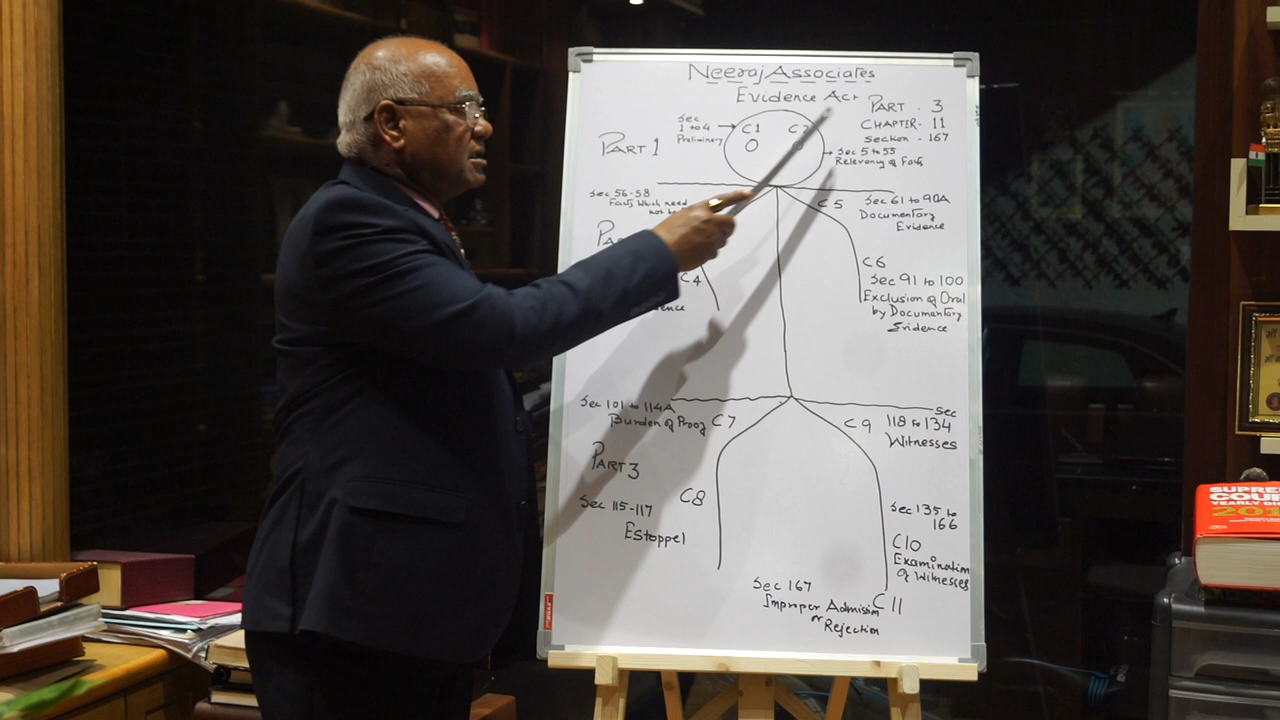 Neeraj Associates
Evidence Act
PART - 3
CHAPTER - 11
Section - 167
PART 1
Sec
1 to 4
Preliminary
C1
O
Sec 5 to 55
Relevancy of Facts
Sec 56-58
Facts which need
not
C4
C5
Sec 61 to 90A
Documentary
Evidence
C6
Sec 91 to 100
Exclusion of Oral
by Documentary
Evidence
Sec 101 to 114A
Burden of Proof C7
PART 3
C8
Sec 115-117
Estoppel
C9
Sec
118 to 134
Witnesses
Sec 135 to
166
C10
Examination
of Witnesses
C11
Sec 167
Improper Admission
or
Rejection
SUPREME
COURT
YEARLY